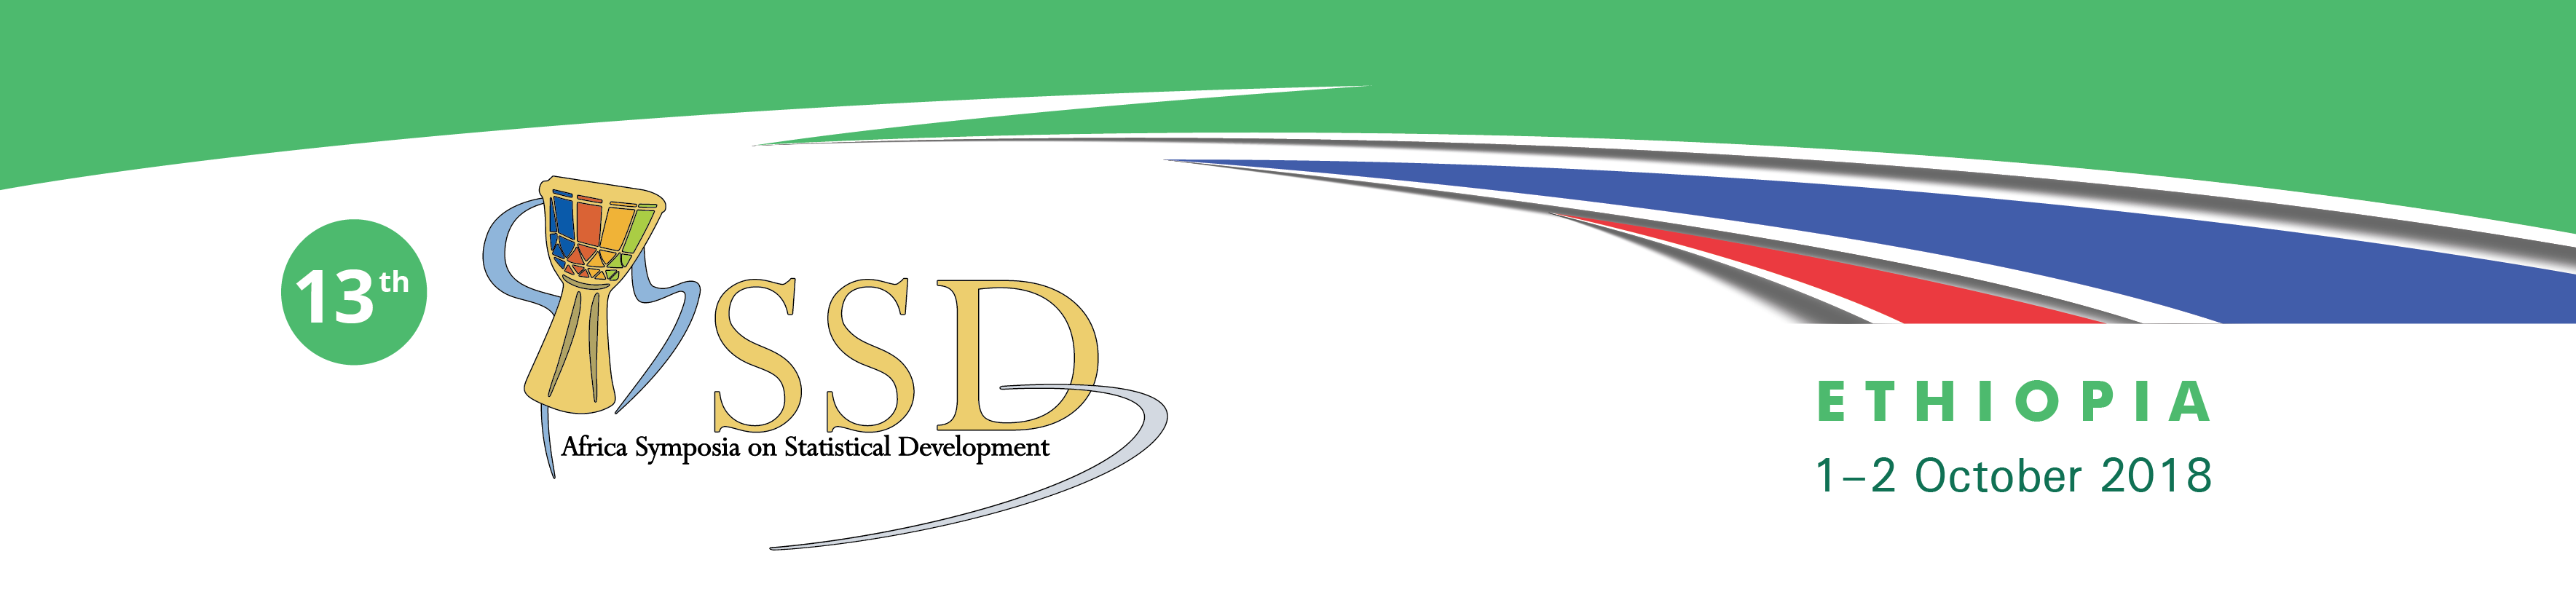 13th
SSD
Africa Symposia on Statistical Development
ETHIOPIA
1–2 October 2018